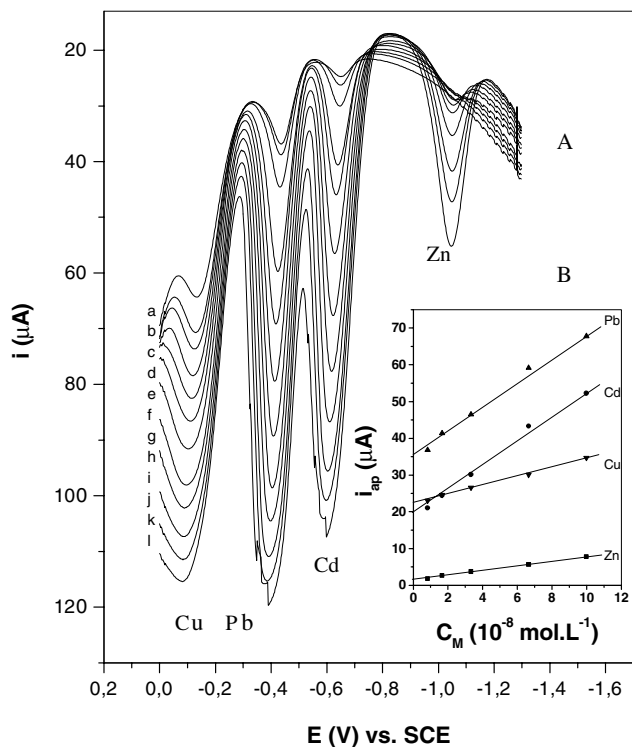 20
40
60
80
100
120
i (µA)
0,2
0,0
-0,2
-0,4
-0,6
-0,8
-1,0
-1,2
-1,4
-1,6
E (V) vs. SCE
a
b
c
d
e
f
g
h
i
j
k
l
Cu
Pb
Cd
Zn
A
B
70
60
50
40
30
20
10
0
i_ap (µA)
0
2
4
6
8
10
12
C_M (10^-8 mol.L^-1)
Pb
Cd
Cu
Zn